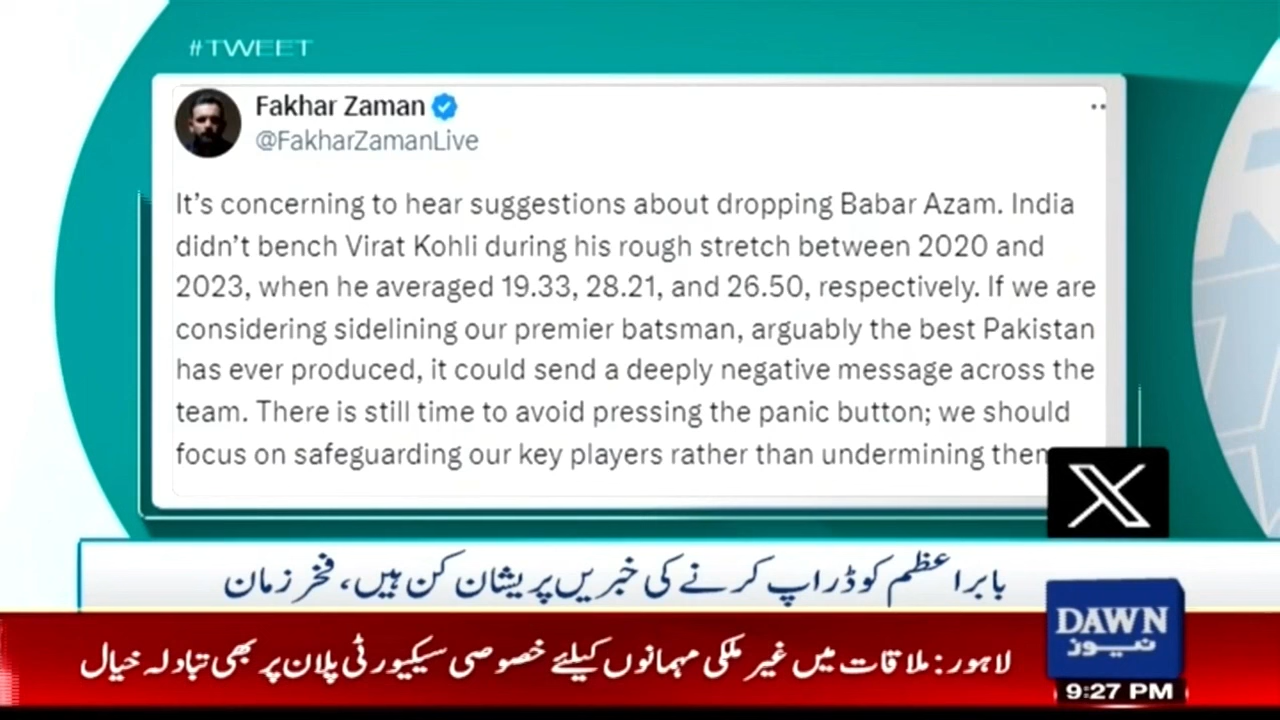 #TWEET
Fakhar Zaman
@FakharZamanLive
It's concerning to hear suggestions about dropping Babar Azam. India
didn't bench Virat Kohli during his rough stretch between 2020 and
2023, when he averaged 19.33, 28.21, and 26.50, respectively. If we are
considering sidelining our premier batsman, arguably the best Pakistan
has ever produced, it could send a deeply negative message across the
team. There is still time to avoid pressing the panic button; we should
focus on safeguarding our key players rather than undermining them
X
بابراعظم کو ڈراپ کرنے کی خبریں پریشان کن ہیں، فخر زمان
DAWN
نیوز
لاہور: ملاقات میں غیر ملکی مہمانوں کیلئے خصوصی سیکیورٹی پلان پر بھی تبادلہ خیال
9:27 PM